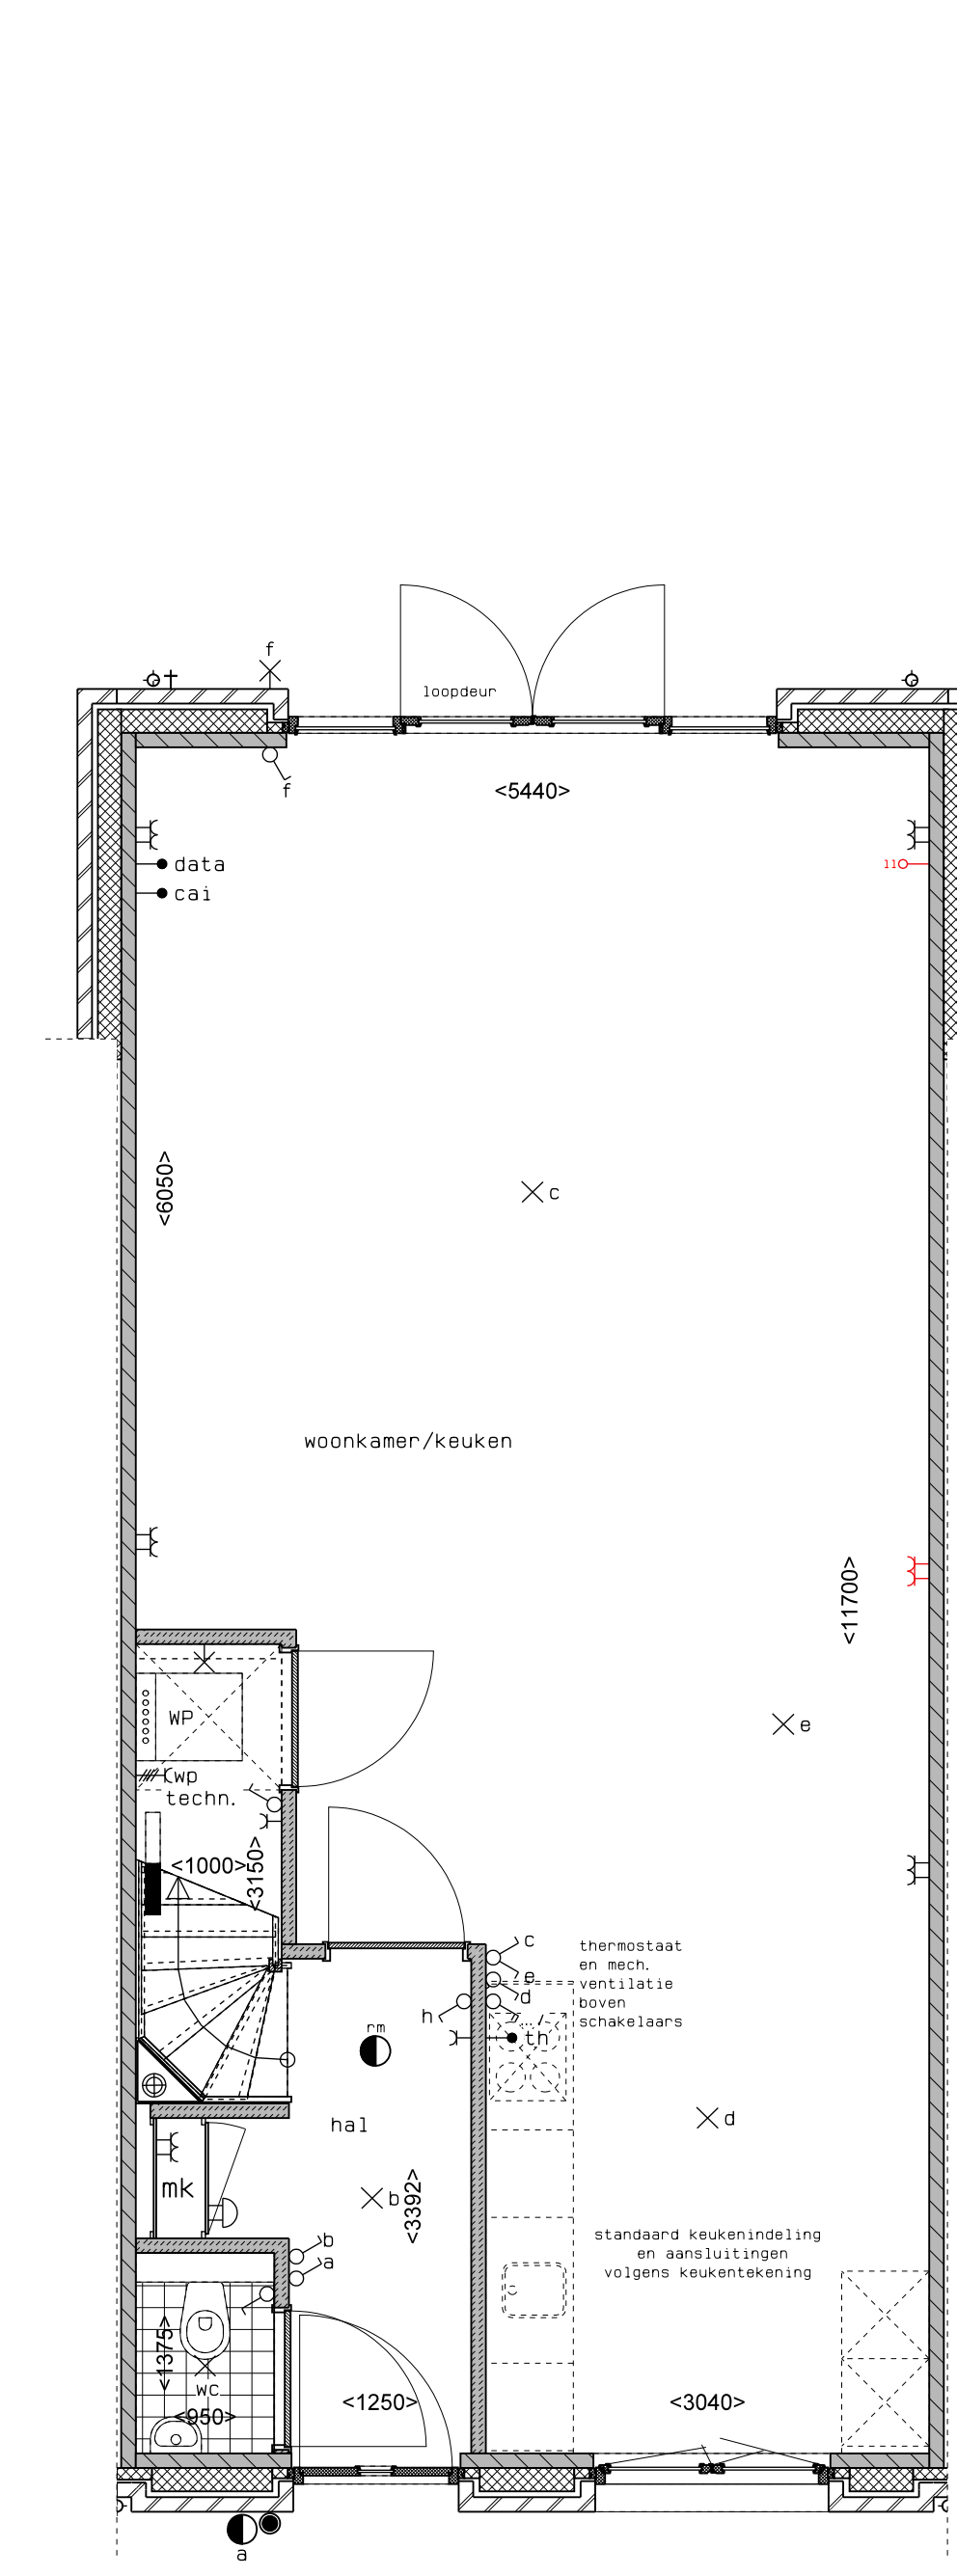 f
loopdeur
<5440>
f
data
cai
ll
<6050>
c
woonkamer/keuken
<11700>
WP
e
wp
techn.
<1000>
<3150>
c
e
d
h
th
thermostaat
en mech.
ventilatie
boven
schakelaars
rm
hal
d
mk
b
<3392>
b
a
standaard keukenindeling
en aansluitingen
volgens keukentekening
<1375>
wc
<950>
<1250>
<3040>
a